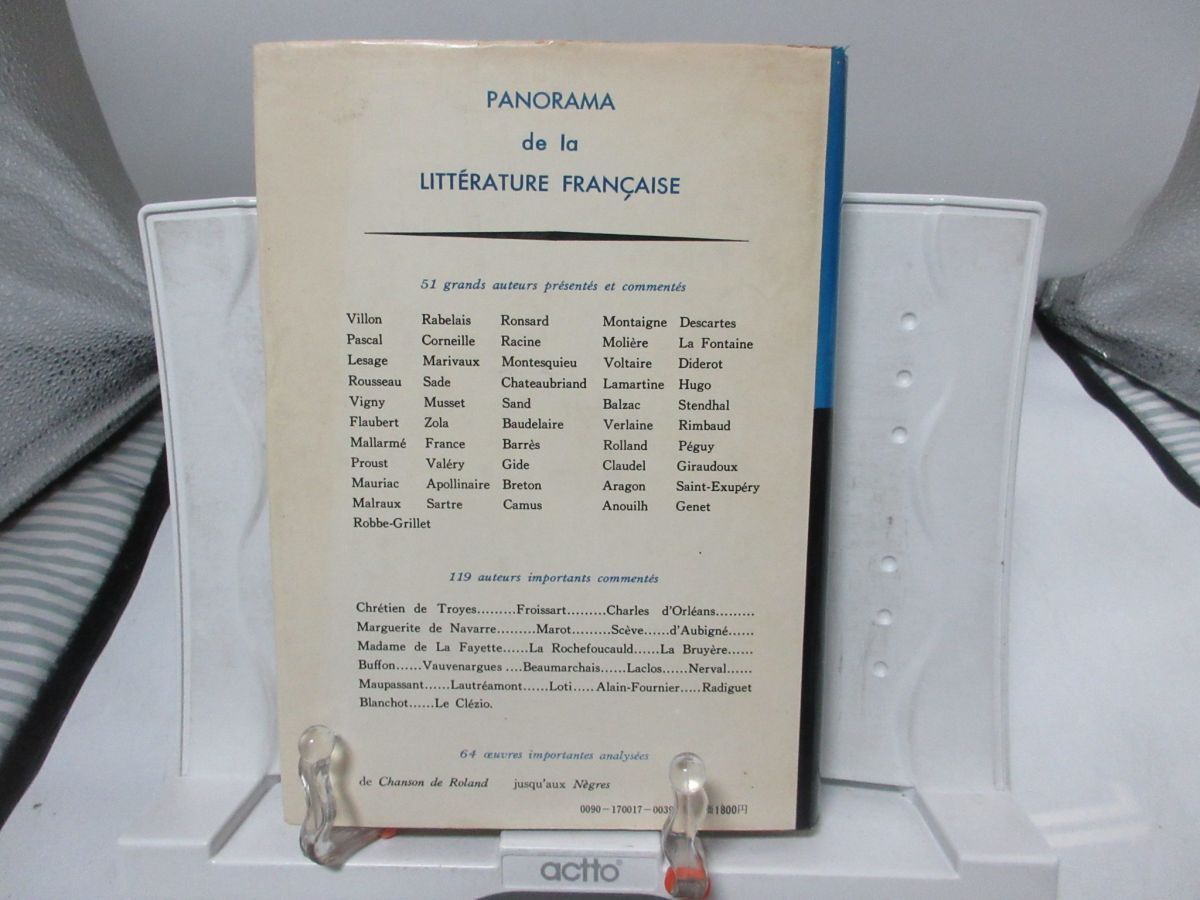 PANORAMA
de la
LITTÉRATURE FRANÇAISE
51 grands auteurs présentés et commentés
Villon Rabelais Ronsard Montaigne Descartes
Pascal Corneille Racine Molière La Fontaine
Lesage Marivaux Montesquieu Voltaire Diderot
Rousseau Sade Chateaubriand Lamartine Hugo
Vigny Musset Sand Balzac Stendhal
Flaubert Zola Baudelaire Verlaine Rimbaud
Mallarmé France Barrès Rolland Péguy
Proust Valéry Gide Claudel Giraudoux
Mauriac Apollinaire Breton Aragon Saint-Exupéry
Malraux Sartre Camus Anouilh Genet
Robbe-Grillet
119 auteurs importants commentés
Chrétien de Troyes.........Froissart.........Charles d'Orléans.........
Marguerite de Navarre.........Marot.........Scève......d'Aubigné......
Madame de La Fayette......La Rochefoucauld......La Bruyère......
Buffon......Vauvenargues....Beaumarchais......Laclos......Nerval......
Maupassant......Lautréamont......Loti.....Alain-Fournier.....Radiguet
Blanchot......Le Clézio.
64 œuvres importantes analysées
de Chanson de Roland jusqu'aux Nègres
0090-170017-0039 1800円
actto